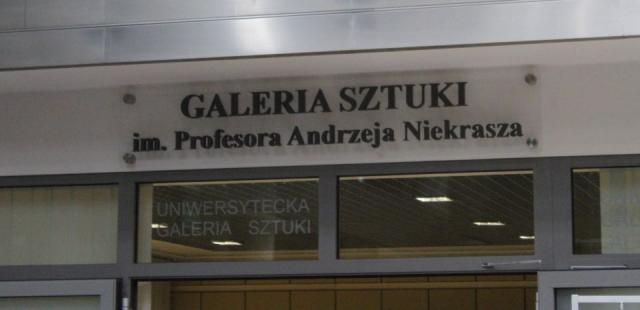 GALERIA SZTUKI
im. Profesora Andrzeja Niekrasza
UNIWERSYTECKA
GALERIA SZTUKI